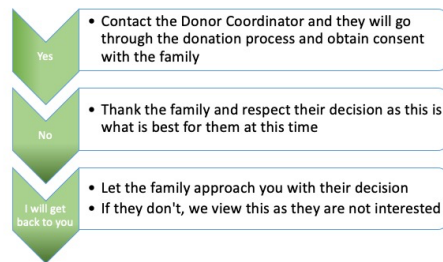 Yes
• Contact the Donor Coordinator and they will go
through the donation process and obtain consent
with the family
No
• Thank the family and respect their decision as this is
what is best for them at this time
I will get
back to you
• Let the family approach you with their decision
• If they don't, we view this as they are not interested